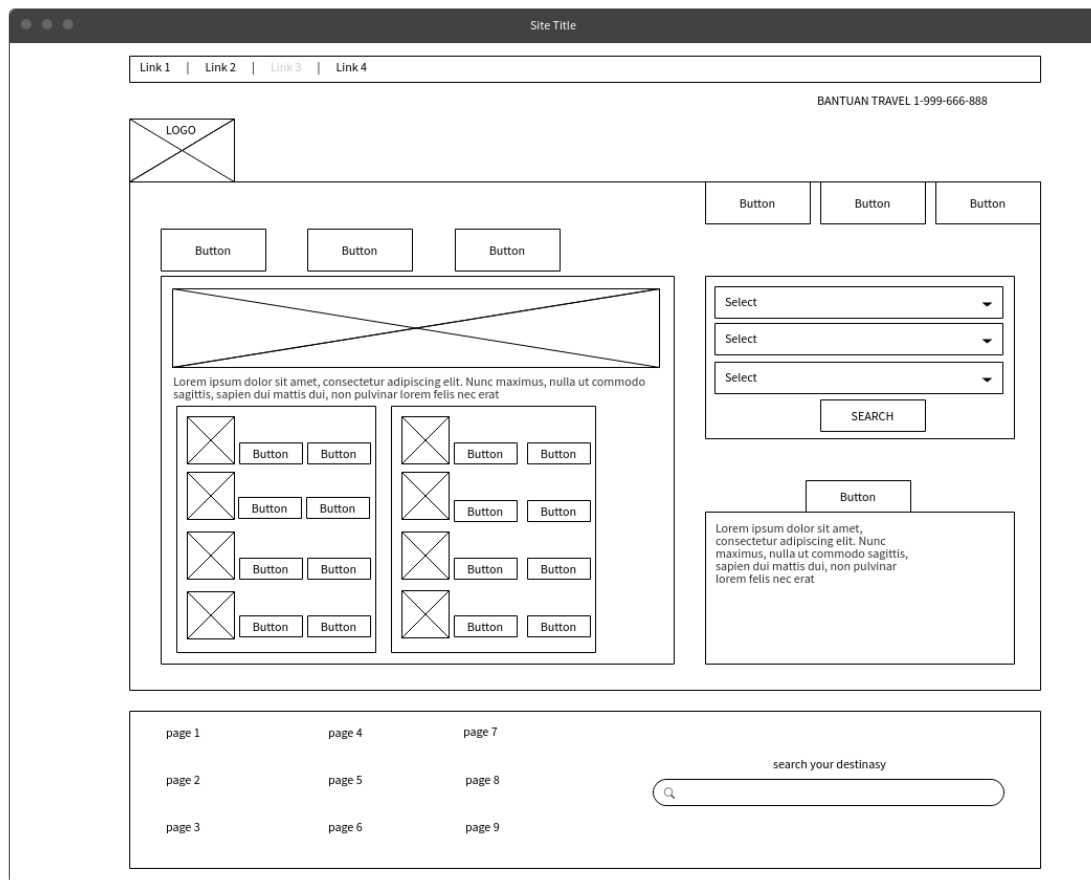 Site Title
Link 1 | Link 2 | Link 3 | Link 4
BANTUAN TRAVEL 1-999-666-888
LOGO
Button Button Button
Button Button Button
Lorem ipsum dolor sit amet, consectetur adipiscing elit. Nunc maximus, nulla ut commodo
sagittis, sapien dui mattis dui, non pulvinar lorem felis nec erat
Button Button
Button Button
Button Button
Button Button
Button Button
Button Button
Button Button
Button Button
Select
Select
Select
SEARCH
Button
Lorem ipsum dolor sit amet,
consectetur adipiscing elit. Nunc
maximus, nulla ut commodo sagittis,
sapien dui mattis dui, non pulvinar
lorem felis nec erat
page 1
page 2
page 3
page 4
page 5
page 6
page 7
page 8
page 9
search your destinasy